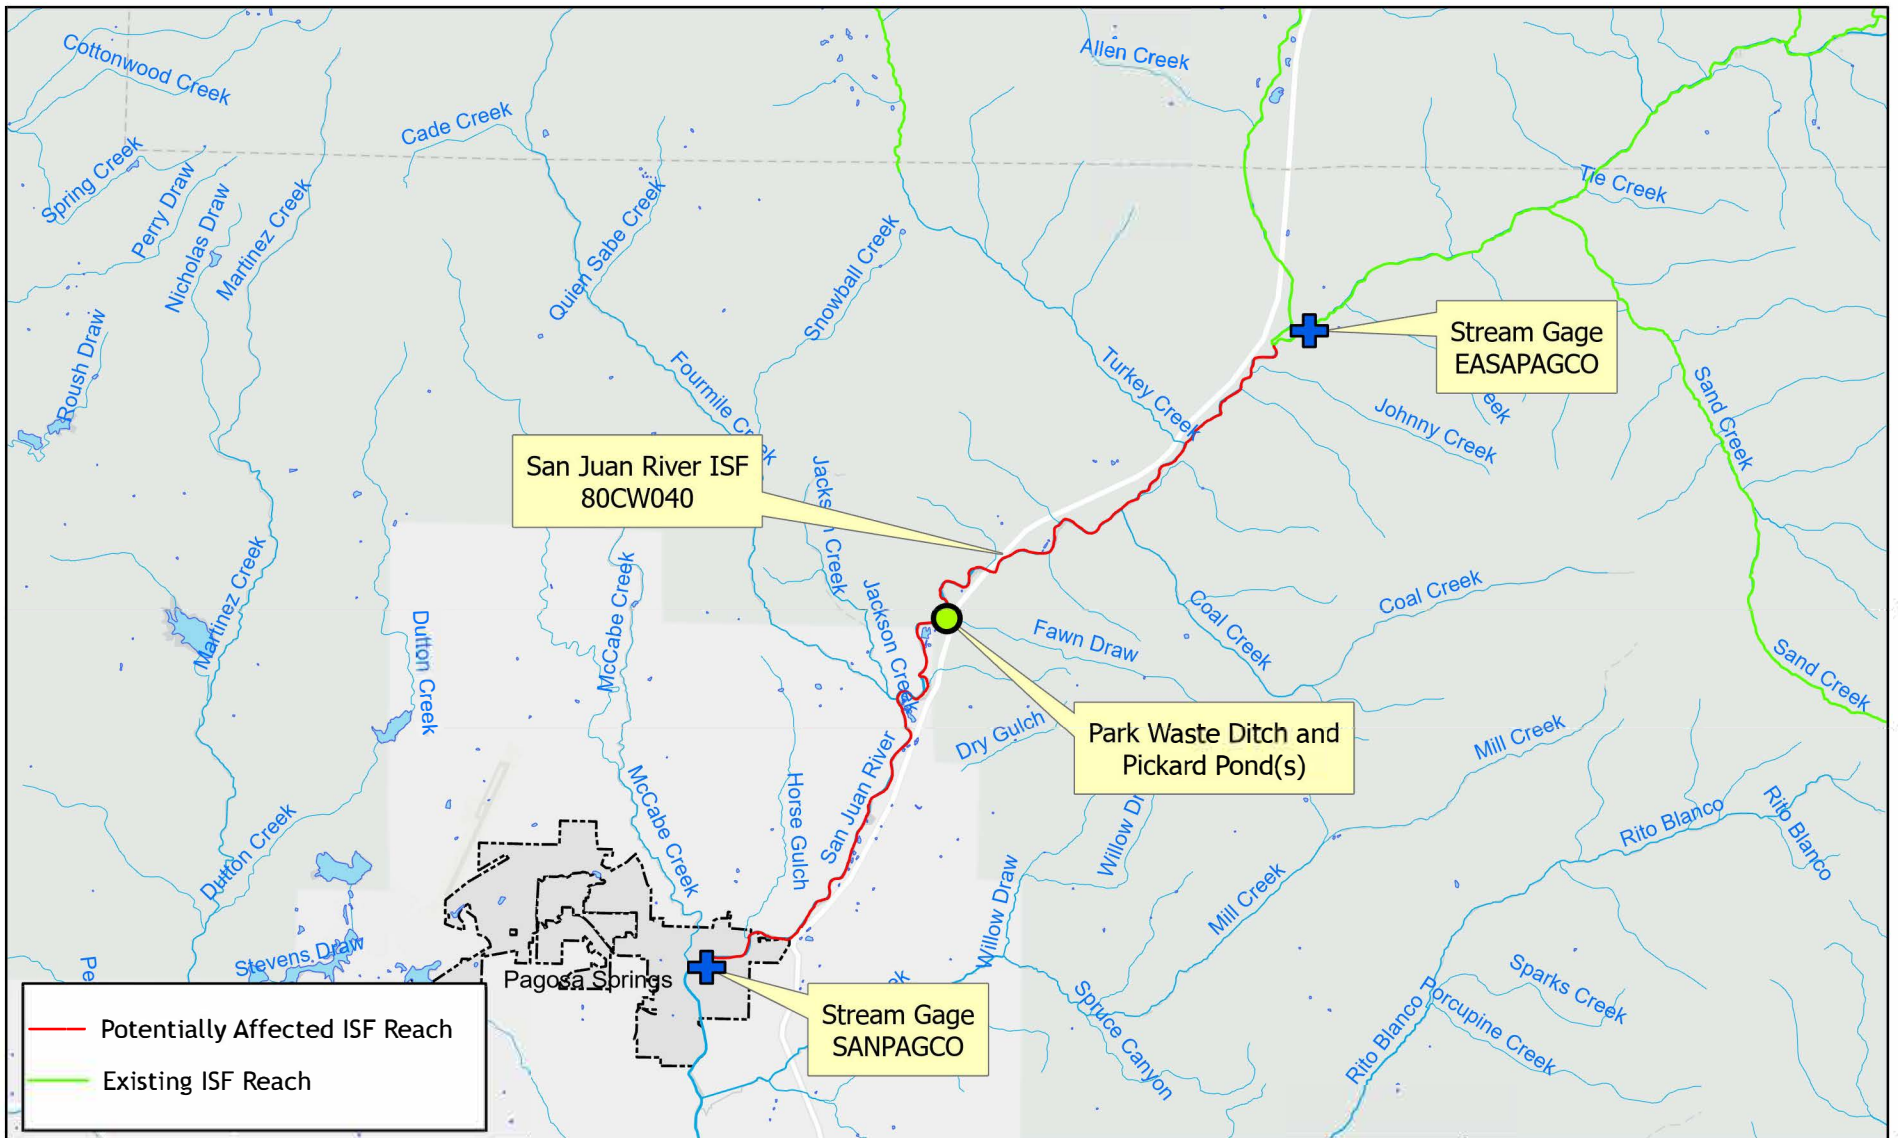 Cottonwood Creek
Allen Creek
Cade Creek
Spring Creek
Perry Draw
Nicholas Draw
Martinez Creek
Quien Sabe Creek
Snowball Creek
Tie Creek
Roush Draw
Stream Gage
EASAPAGCO
Fourmile Creek
Turkey Creek
Sand Creek
Johnny Creek
eek
San Juan River ISF
80CW040
Jackson Creek
Martinez Creek
McCabe Creek
Dutton Creek
Jackson Creek
Fawn Draw
Coal Creek
Coal Creek
Sand Creek
Dry Gulch
Park Waste Ditch and
Pickard Pond(s)
Mill Creek
San Juan River
Horse Gulch
McCabe Creek
Willow Dr
Rito Blanco
Rito Blanco
Dutton Creek
Willow Draw
Mill Creek
Stevens Draw
Pe
Pagosa Springs
ek
Stream Gage
SANPAGCO
Spruce Canyon
Sparks Creek
Porcupine Creek
Rito Blanco
Potentially Affected ISF Reach
Existing ISF Reach